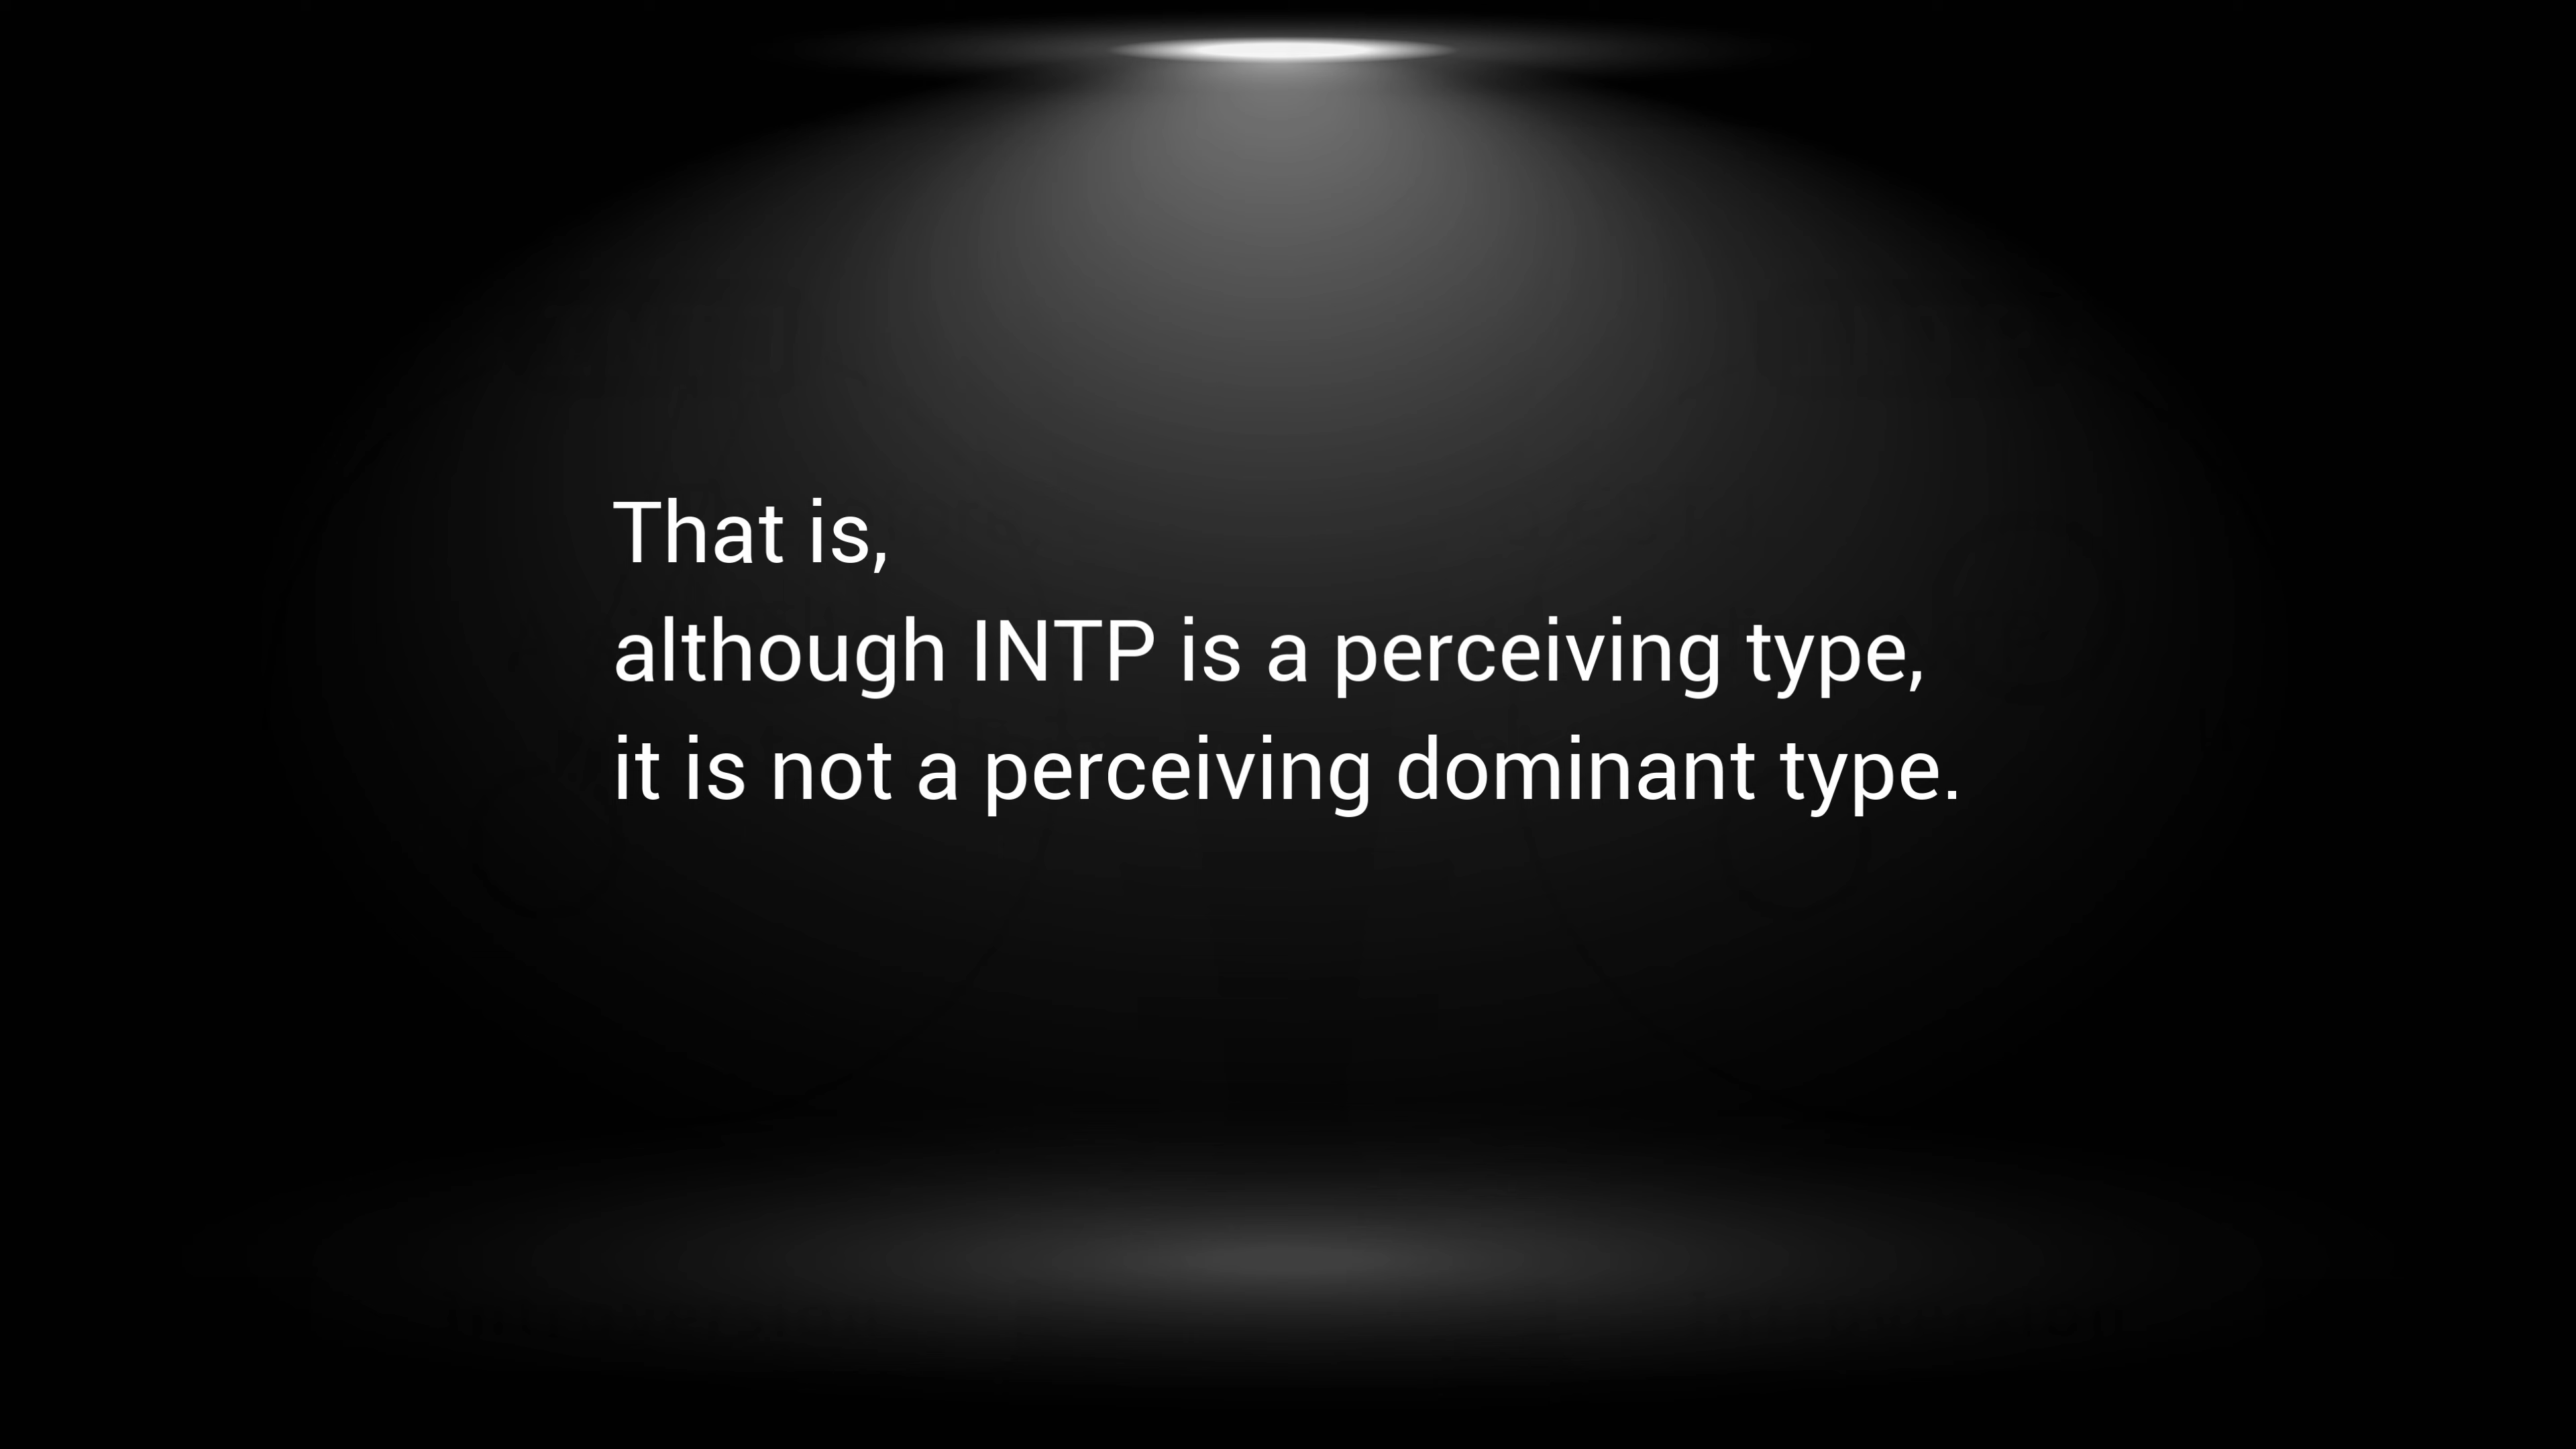 That is,
although INTP is a perceiving type,
it is not a perceiving dominant type.